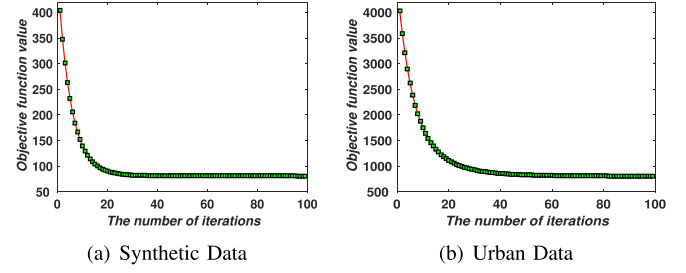 Objective function value
400
350
300
250
200
150
100
50
0 20 40 60 80 100
The number of itrations
(a) Synthetic Data
Objective function value
4000
3500
3000
2500
2000
1500
1000
500
0 20 40 60 80 100
The number of itrations
(b) Urban Data